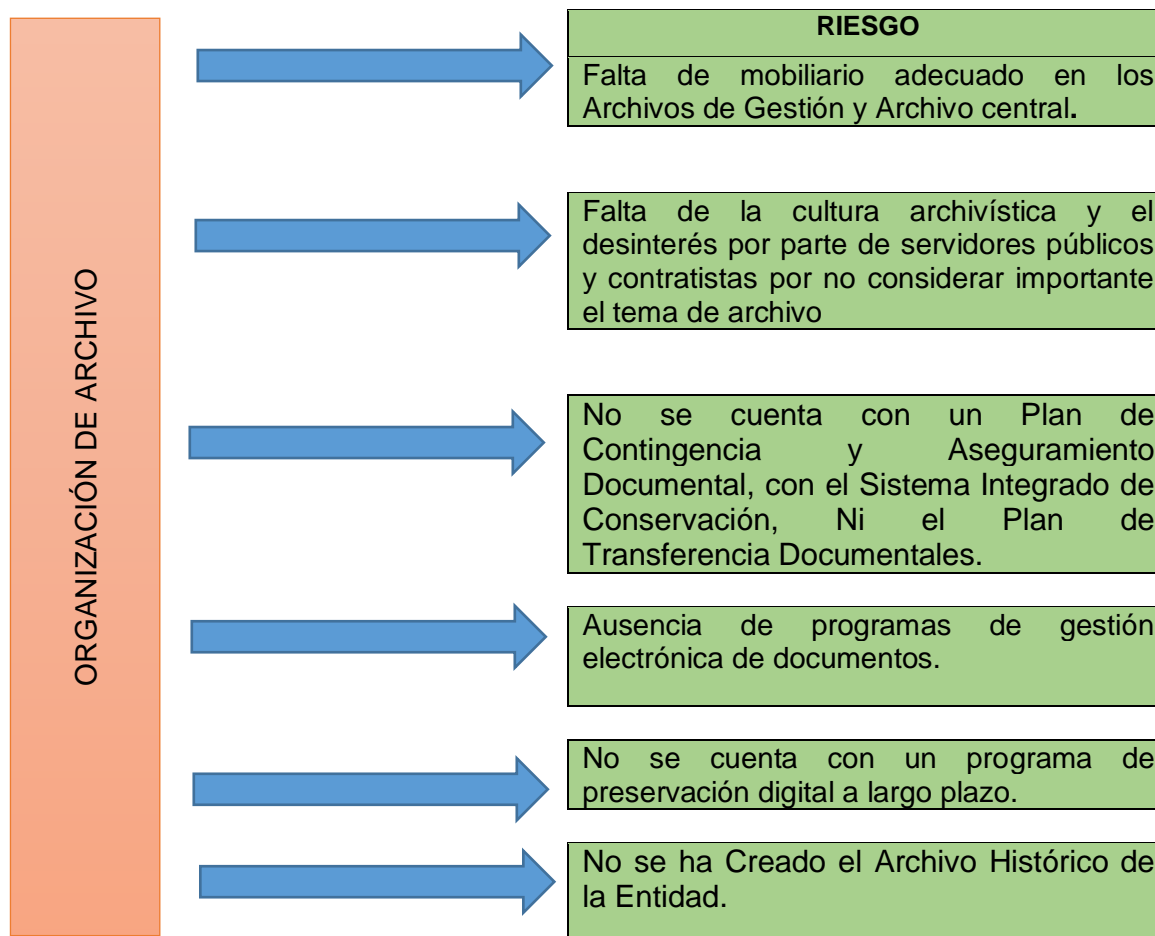 ORGANIZACIÓN DE ARCHIVO
RIESGO
Falta de mobiliario adecuado en los
Archivos de Gestión y Archivo central.
Falta de la cultura archivística y el
desinterés por parte de servidores públicos
y contratistas por no considerar importante
el tema de archivo
No se cuenta con un Plan de
Contingencia y Aseguramiento
Documental, con el Sistema Integrado de
Conservación, Ni el Plan de
Transferencia Documentales.
Ausencia de programas de gestión
electrónica de documentos.
No se cuenta con un programa de
preservación digital a largo plazo.
No se ha Creado el Archivo Histórico de
la Entidad.